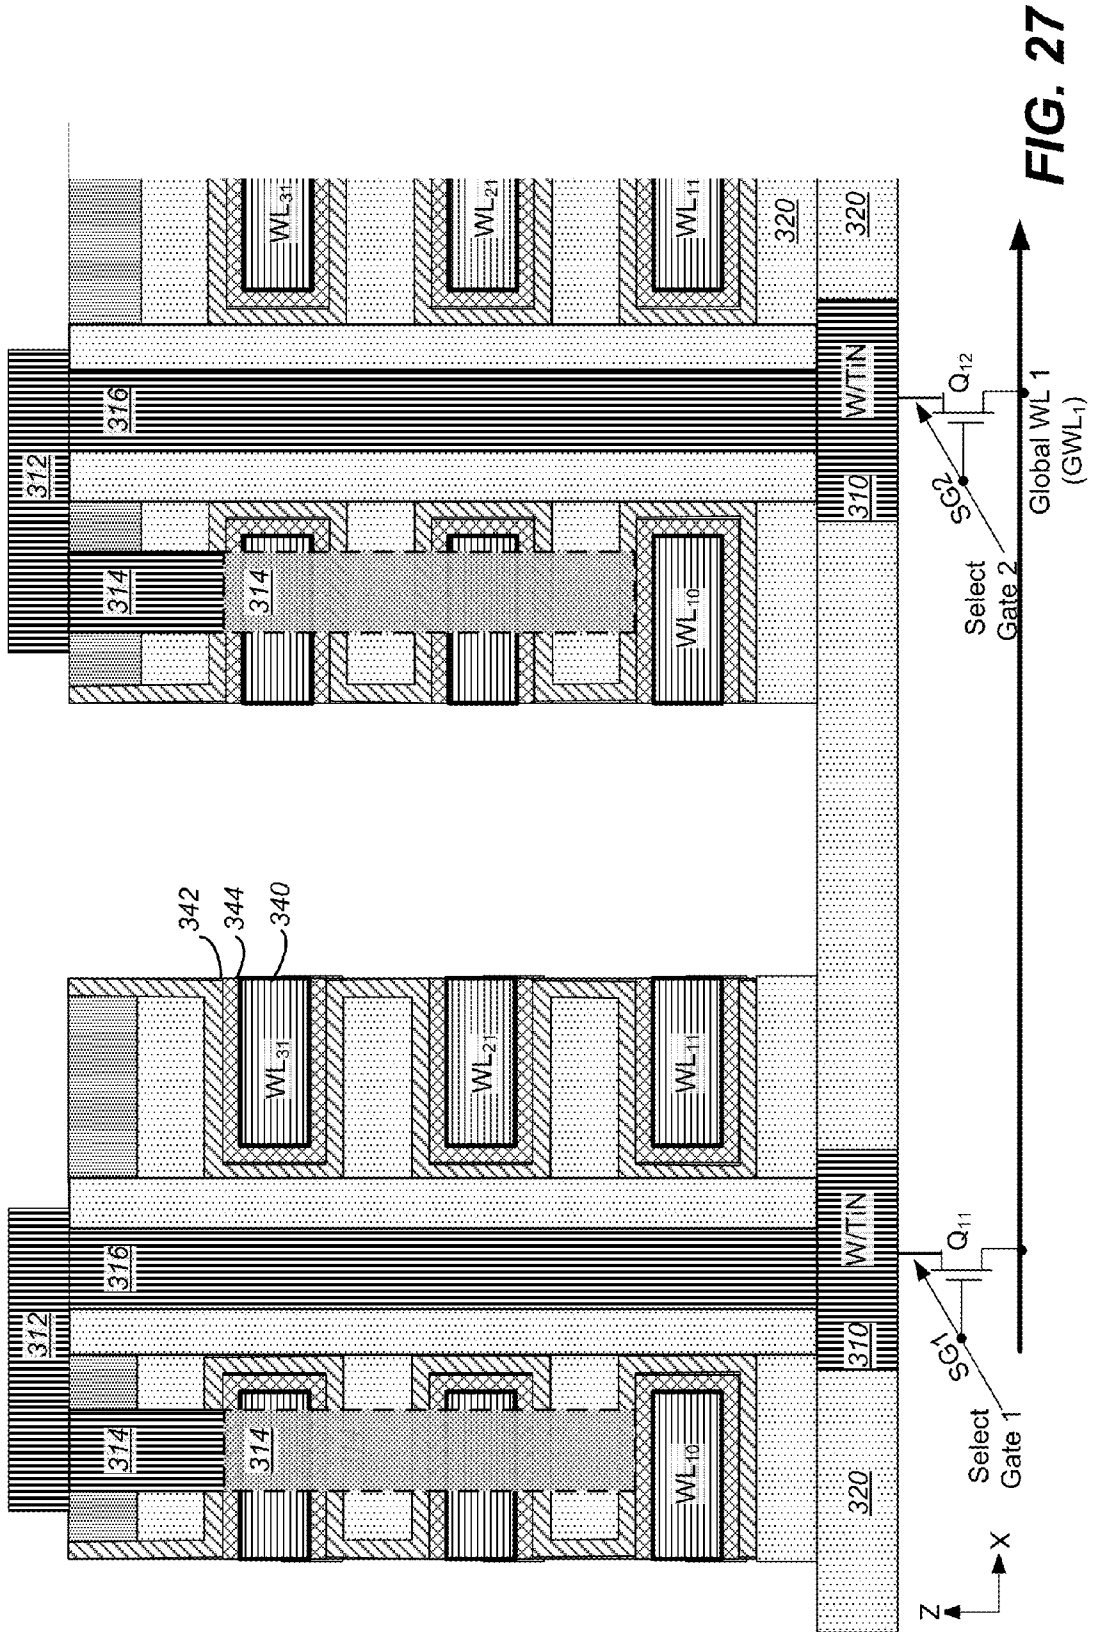 312
312
314
316
314
316
342
344
340
314
WL31
314
WL31
WL21
WL21
WL10
WL11
WL10
WL11
320
320
310
W/TiN
310
W/TiN
320
Z
X
SG1
Q11
Select
Gate 1
SG2
Q12
Select
Gate 2
Global WL 1
(GWL1)
FIG. 27